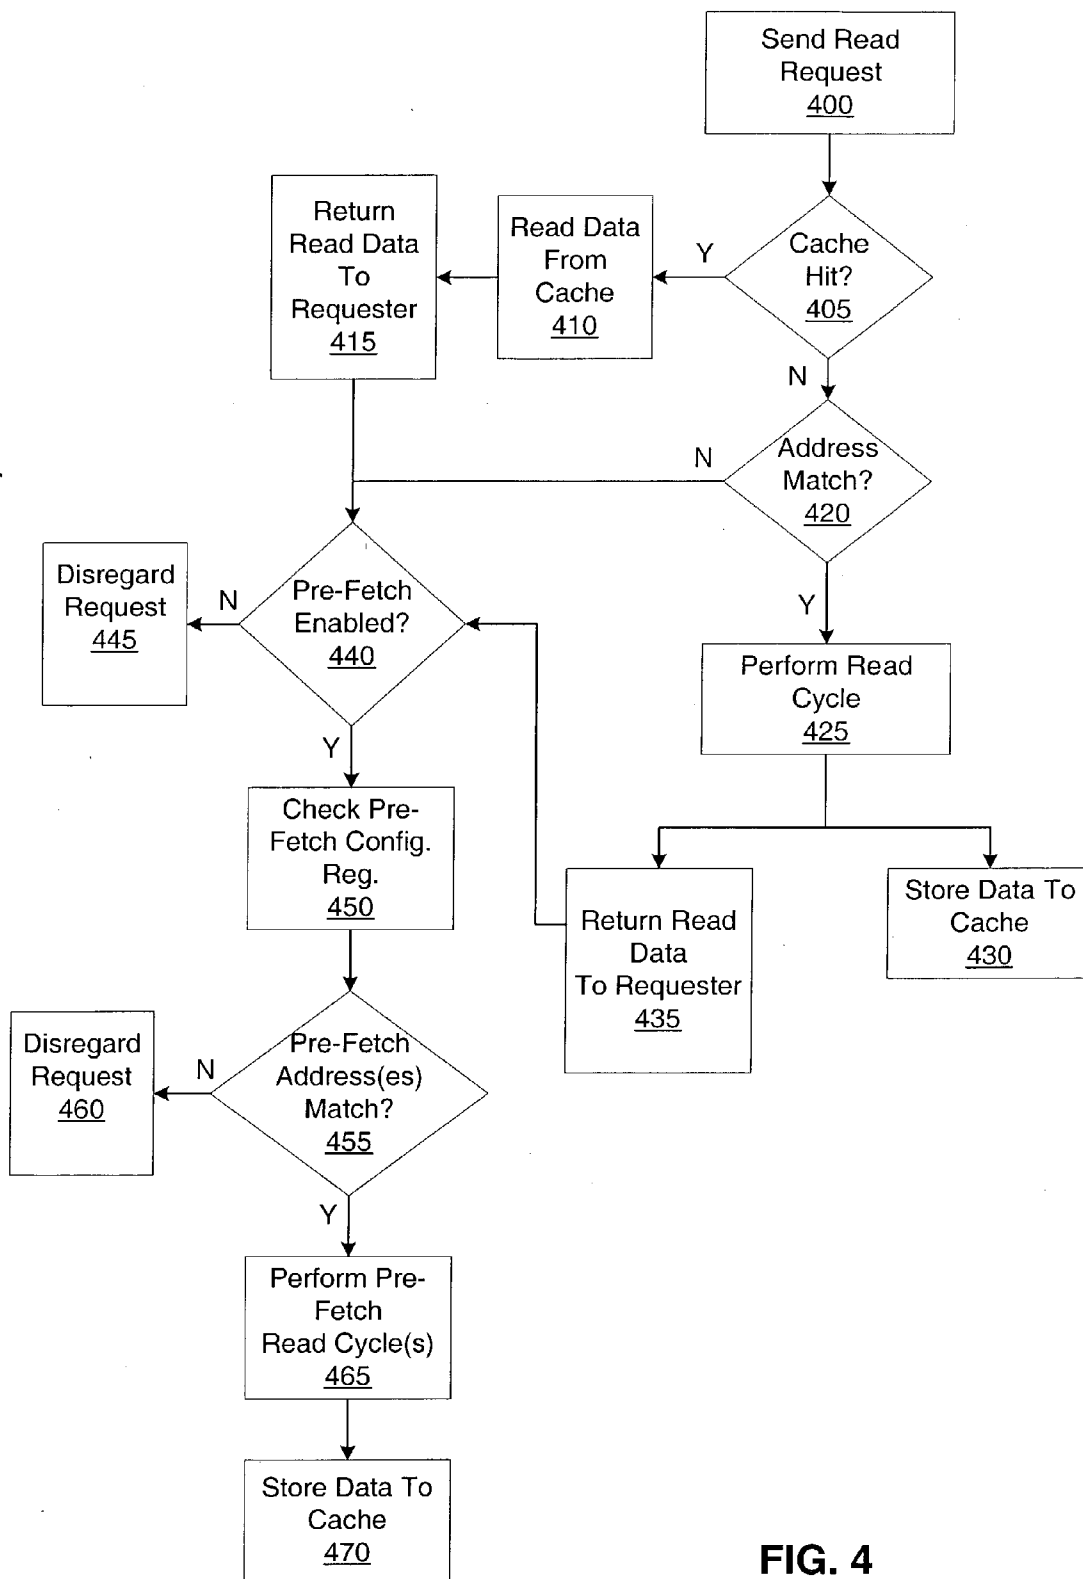 Send Read
Request
400
Cache
Hit?
405
Y
N
Read Data
From
Cache
410
Return
Read Data
To
Requester
415
Address
Match?
420
N
Y
Perform Read
Cycle
425
Store Data To
Cache
430
Return Read
Data
To Requester
435
Pre-Fetch
Enabled?
440
N
Y
Disregard
Request
445
Check Pre-
Fetch Config.
Reg.
450
Pre-Fetch
Address(es)
Match?
455
N
Y
Disregard
Request
460
Perform Pre-
Fetch
Read Cycle(s)
465
Store Data To
Cache
470
FIG. 4